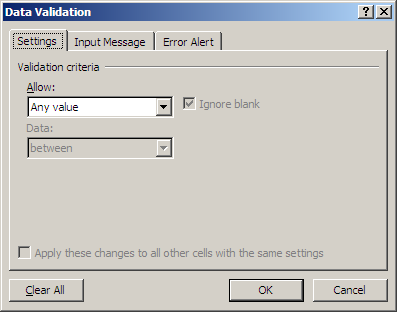 Data Validation
Settings Input Message Error Alert
Validation criteria
Allow:
Any value Ignore blank
Data:
between
Apply these changes to all other cells with the same settings
Clear All OK Cancel